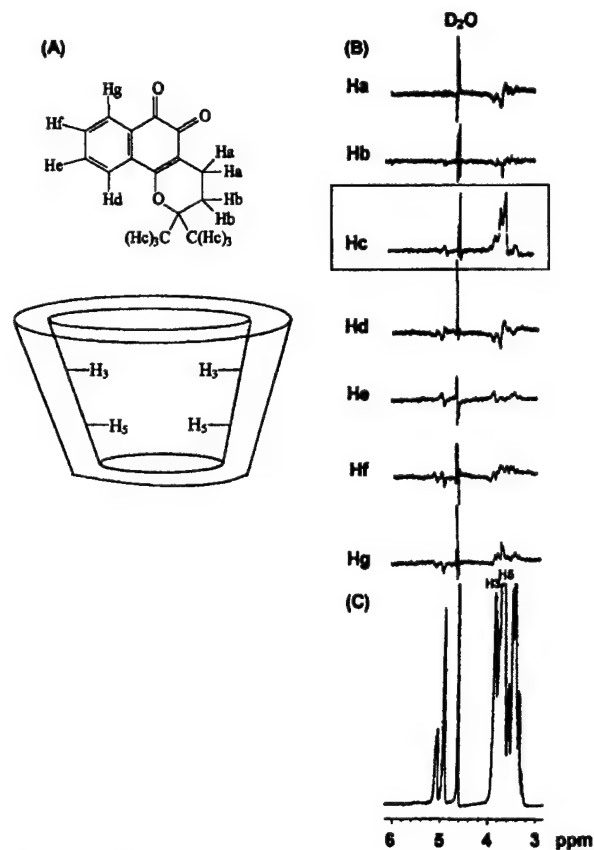 (A)
Hg
O
O
Hf
He
Ha
Ha
Hb
Hb
Hd
O
(Hc)₃C
C(Hc)₃
H₃
H₃
H₅
H₅
D₂O
(B)
Ha
Hb
Hc
Hd
He
Hf
Hg
H3
H5
(C)
6 5 4 3 ppm